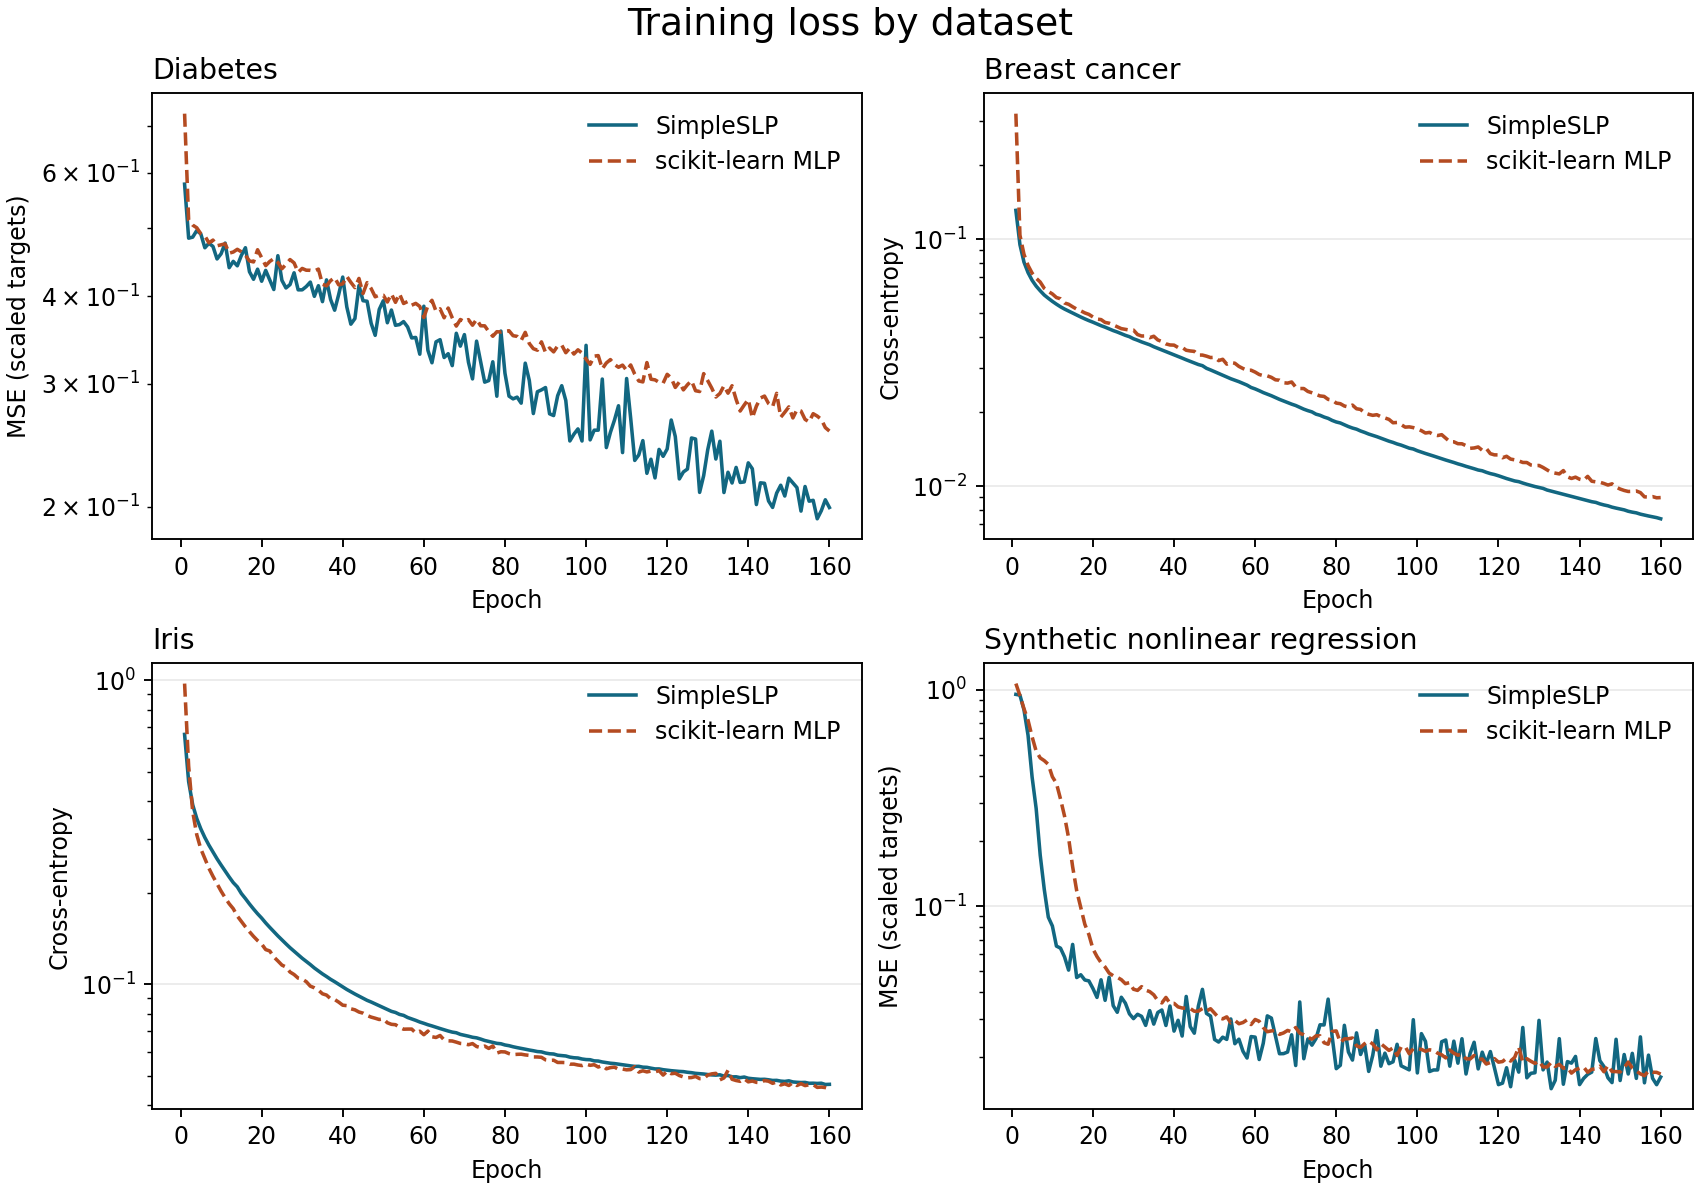 Training loss by dataset
Diabetes
SimpleSLP
scikit-learn MLP
MSE (scaled targets)
6 × 10⁻¹
4 × 10⁻¹
3 × 10⁻¹
2 × 10⁻¹
0 20 40 60 80 100 120 140 160
Epoch
Breast cancer
SimpleSLP
scikit-learn MLP
Cross-entropy
10⁻¹
10⁻²
0 20 40 60 80 100 120 140 160
Epoch
Iris
SimpleSLP
scikit-learn MLP
Cross-entropy
10⁰
10⁻¹
0 20 40 60 80 100 120 140 160
Epoch
Synthetic nonlinear regression
SimpleSLP
scikit-learn MLP
MSE (scaled targets)
10⁰
10⁻¹
0 20 40 60 80 100 120 140 160
Epoch